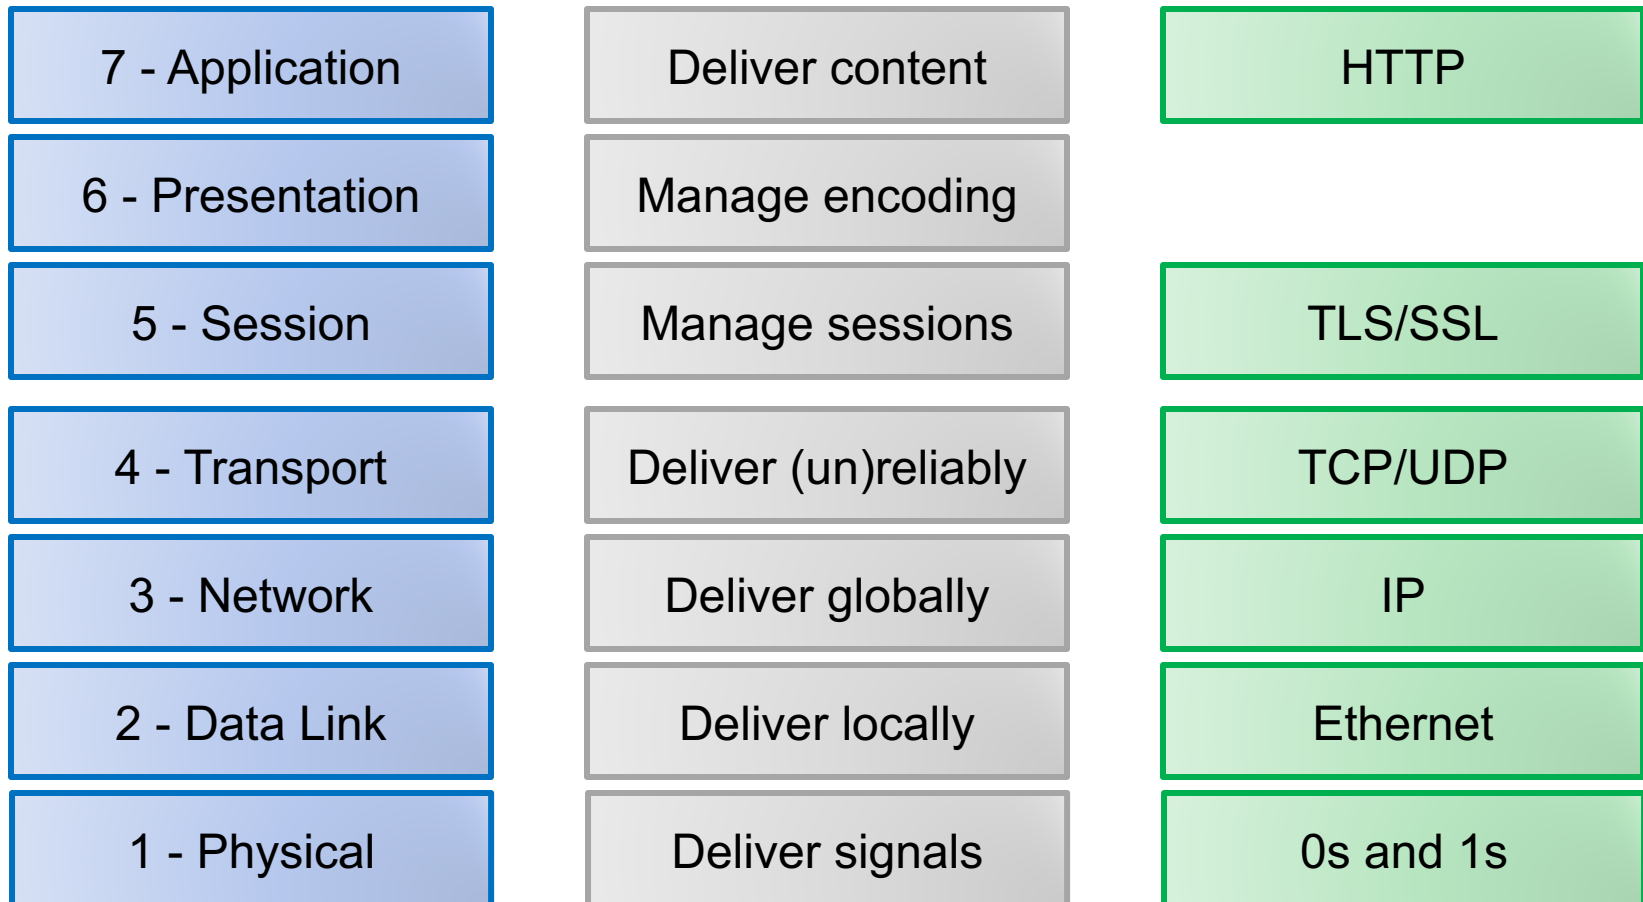 7 - Application
Deliver content
HTTP
6 - Presentation
Manage encoding
5 - Session
Manage sessions
TLS/SSL
4 - Transport
Deliver (un)reliably
TCP/UDP
3 - Network
Deliver globally
IP
2 - Data Link
Deliver locally
Ethernet
1 - Physical
Deliver signals
0s and 1s